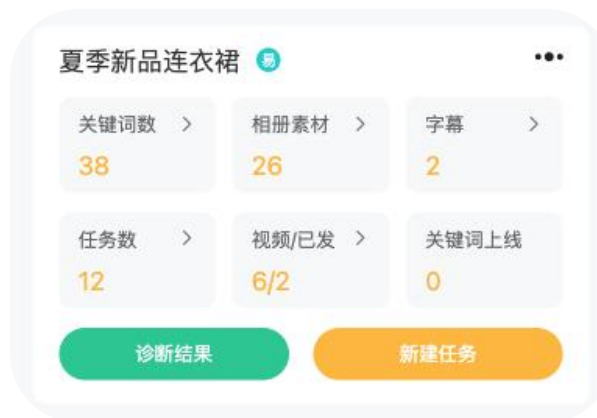 夏季新品连衣裙 易
关键词数 相册素材 字幕
38 26 2
任务数 视频/已发 关键词上线
12 6/2 0
诊断结果 新建任务